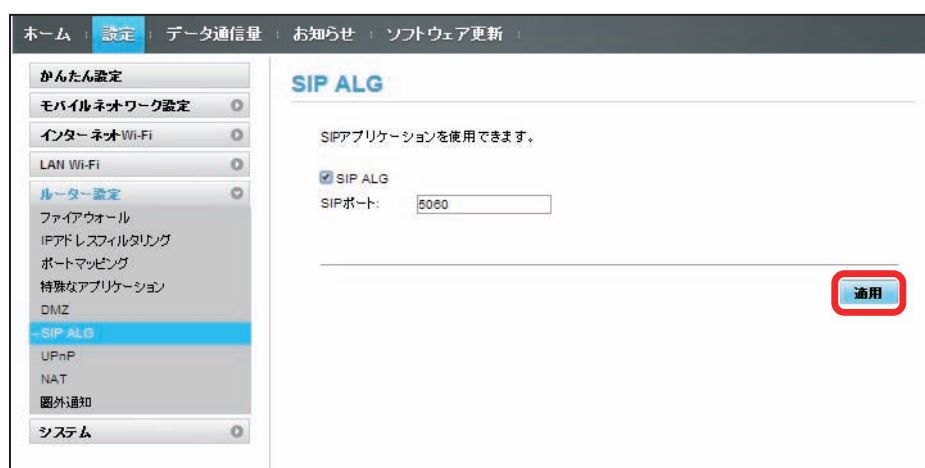 ホーム 設定 データ通信量 お知らせ ソフトウェア更新
かんたん設定
モバイルネットワーク設定
インターネットWi-Fi
LAN Wi-Fi
ルーター設定
ファイアウォール
IPアドレスフィルタリング
ポートマッピング
特殊なアプリケーション
DMZ
SIP ALG
UPnP
NAT
圏外通知
システム
SIP ALG
SIPアプリケーションを使用できます。
SIP ALG
SIPポート: 5060
適用